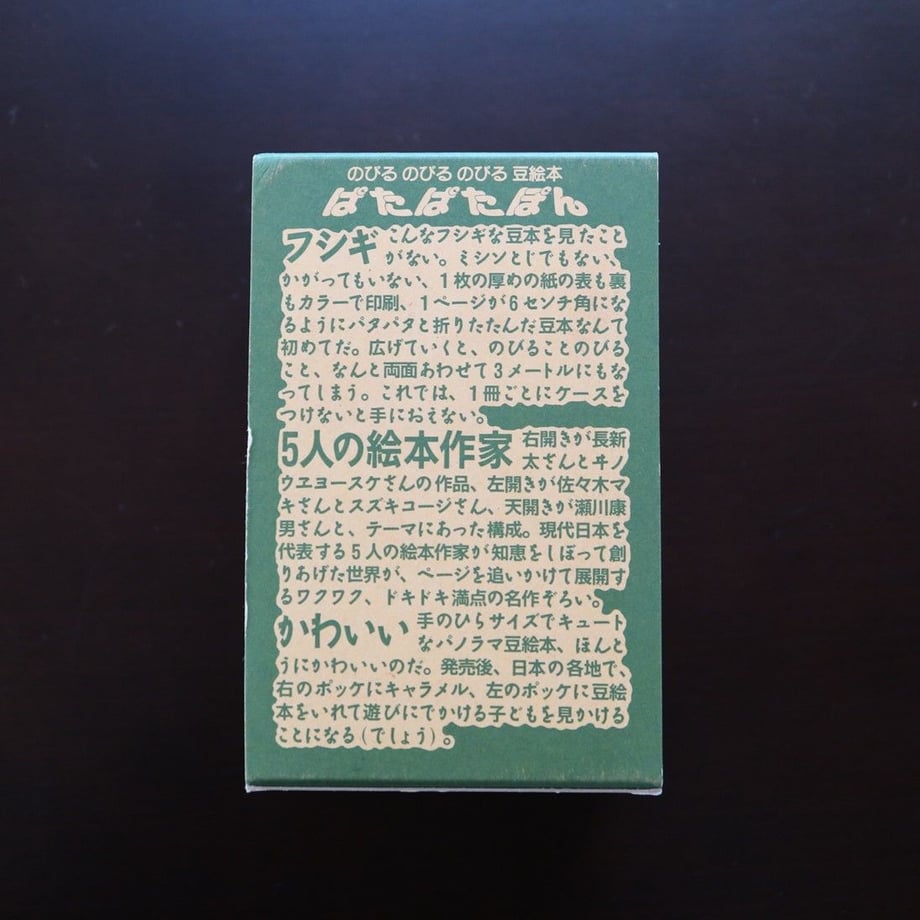 のびる のびる のびる 豆絵本
ぱたぱたぽん
フシギ こんなフシギな豆本を見たこと
がない。ミシンとじでもない、
かがってもいない、1枚の厚めの紙の表も裏
もカラーで印刷、1ページが6センチ角にな
るようにパタパタと折りたたんだ豆本なんて
初めてだ。広げていくと、のびることのびる
こと、なんと両面あわせて3メートルにもな
ってしまう。これでは、1冊ごとにケースを
つけないと手におえない。
5人の絵本作家 右開きが長新
太さんとヰノ
ウエヨースケさんの作品、左開きが佐々木マ
キさんとスズキコージさん、天開きが瀬川康
男さんと、テーマにあった構成。現代日本を
代表する5人の絵本作家が知恵をしぼって創
りあげた世界が、ページを追いかけて展開す
るワクワク、ドキドキ満点の名作ぞろい。
かわいい 手のひらサイズでキュート
なパノラマ豆絵本、ほんと
うにかわいいのだ。発売後、日本の各地で、
右のポッケにキャラメル、左のポッケに豆絵
本をいれて遊びにでかける子どもを見かける
ことになる(でしょう)。